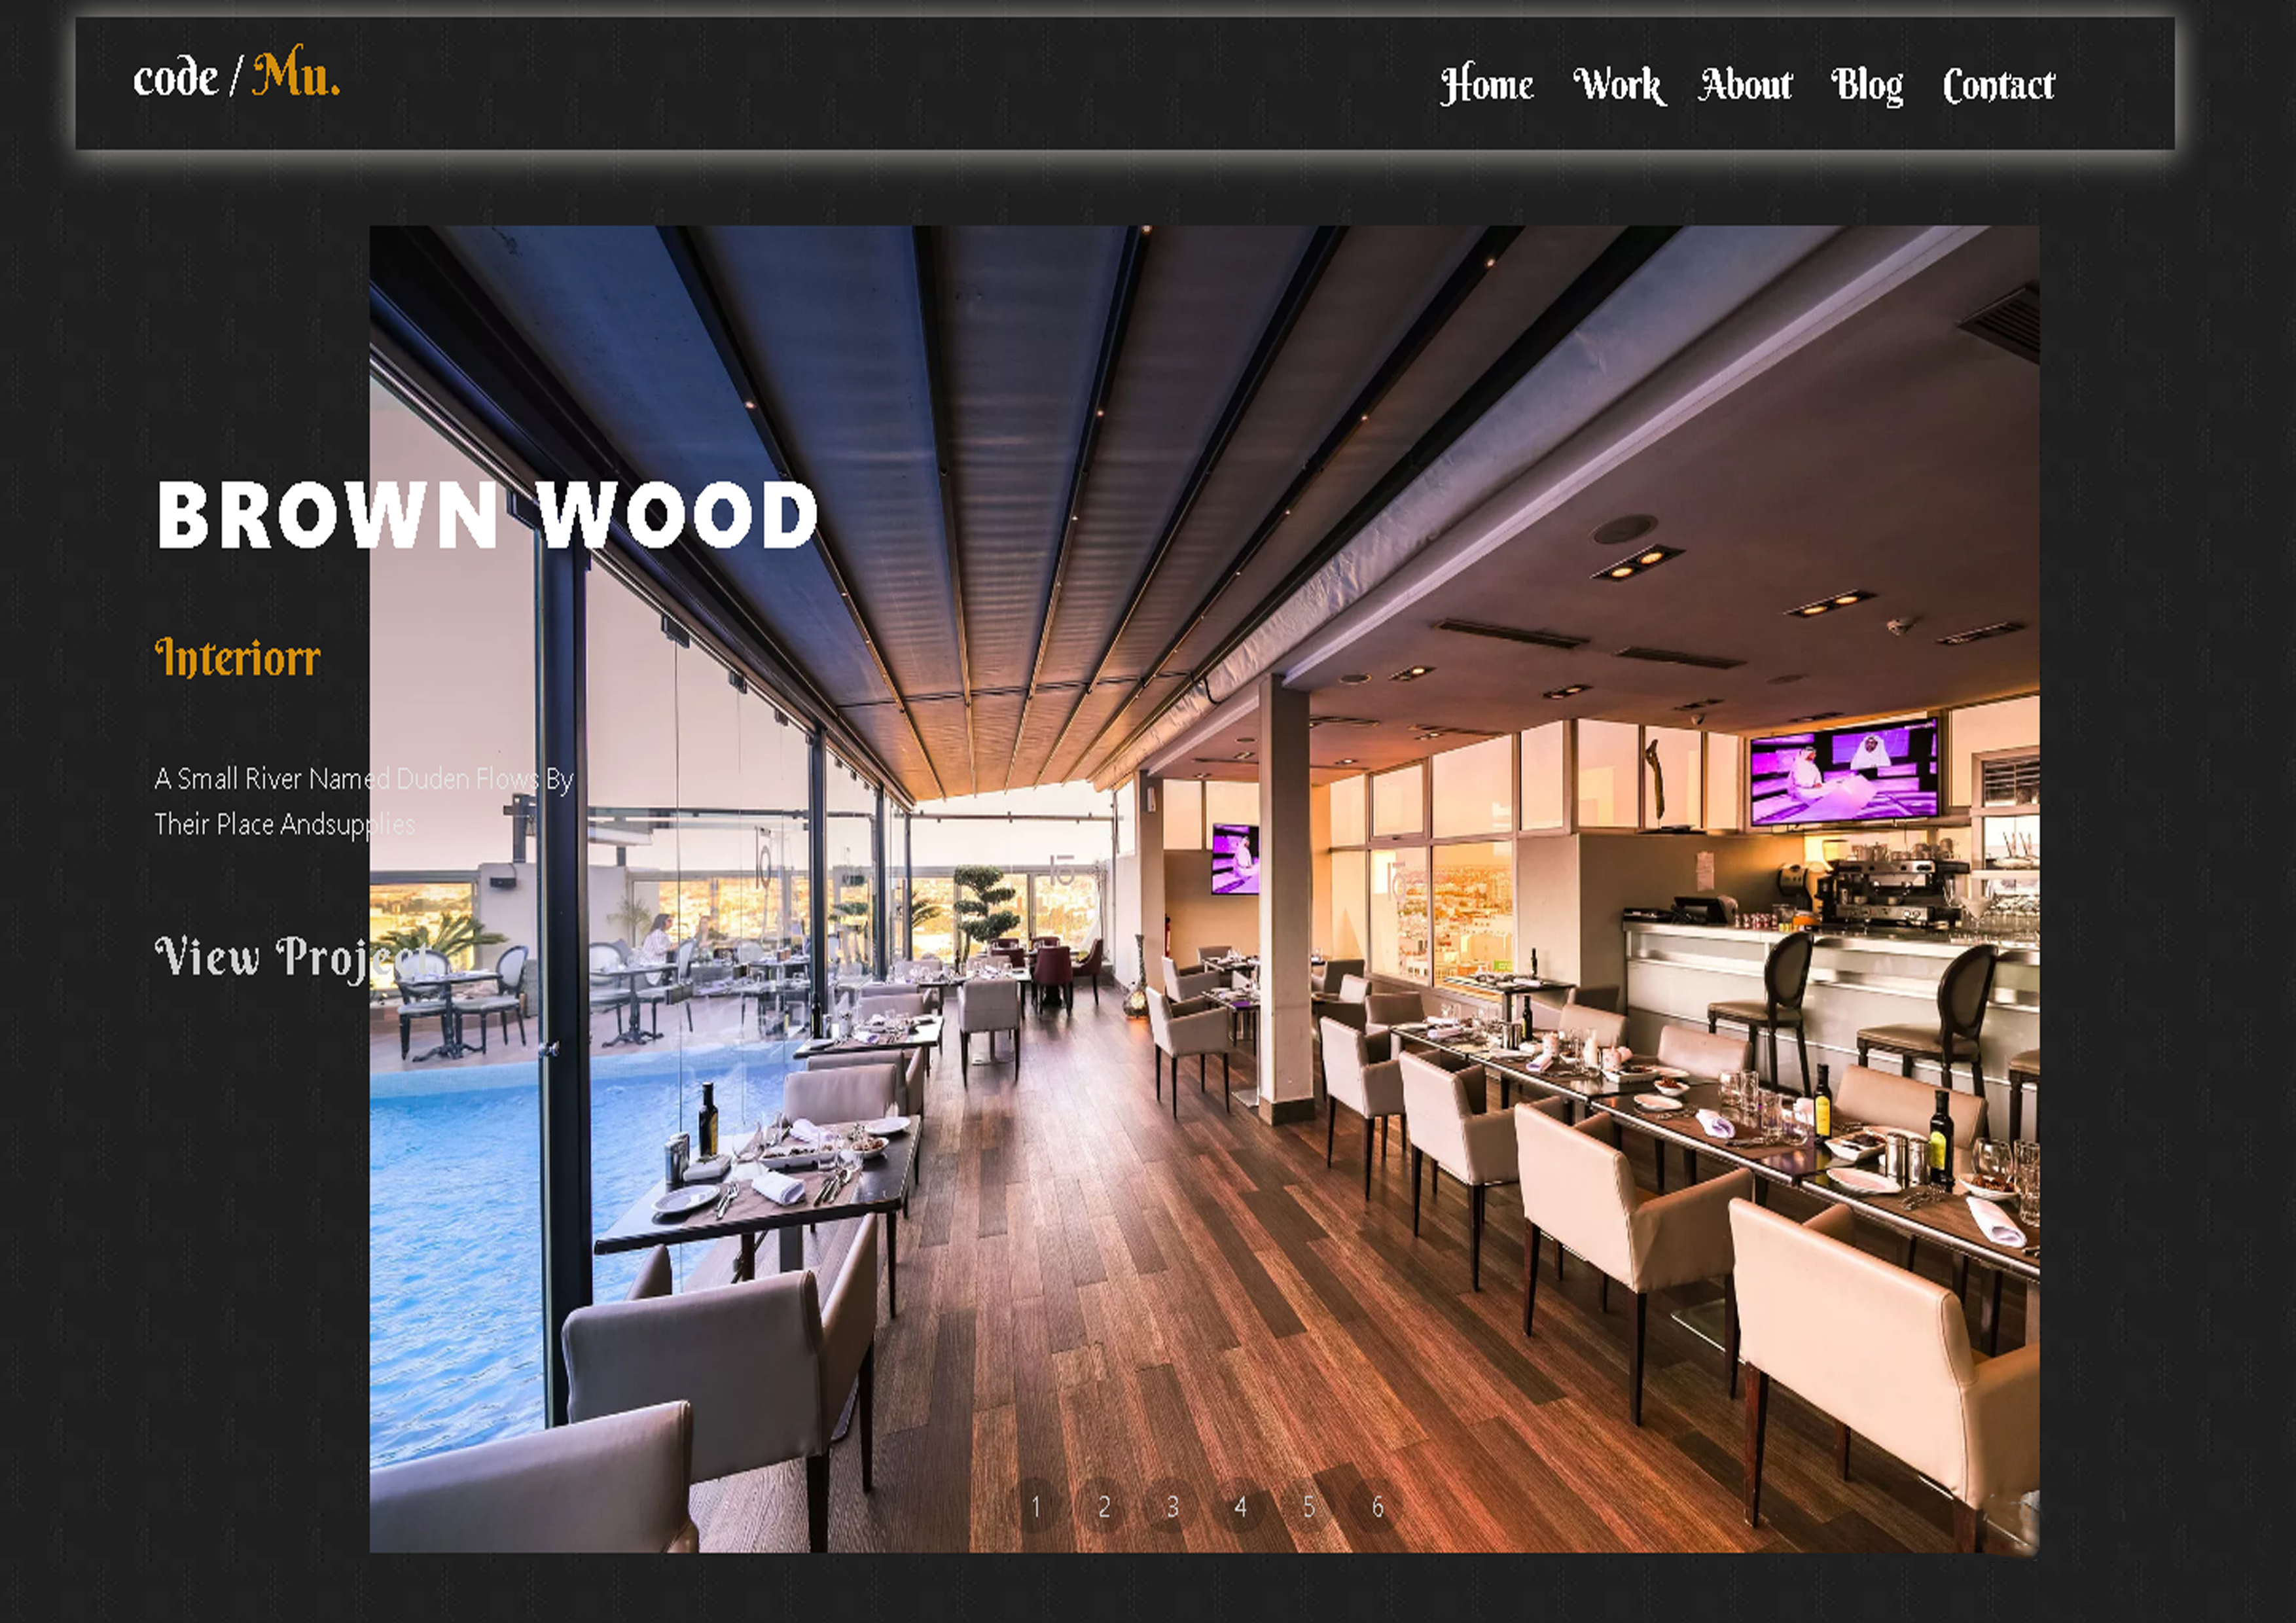 code / Mu.
Home Work About Blog Contact
BROWN WOOD
Interiorr
A Small River Named Duden Flows By
Their Place Andsupplies
View Project
1 2 3 4 5 6